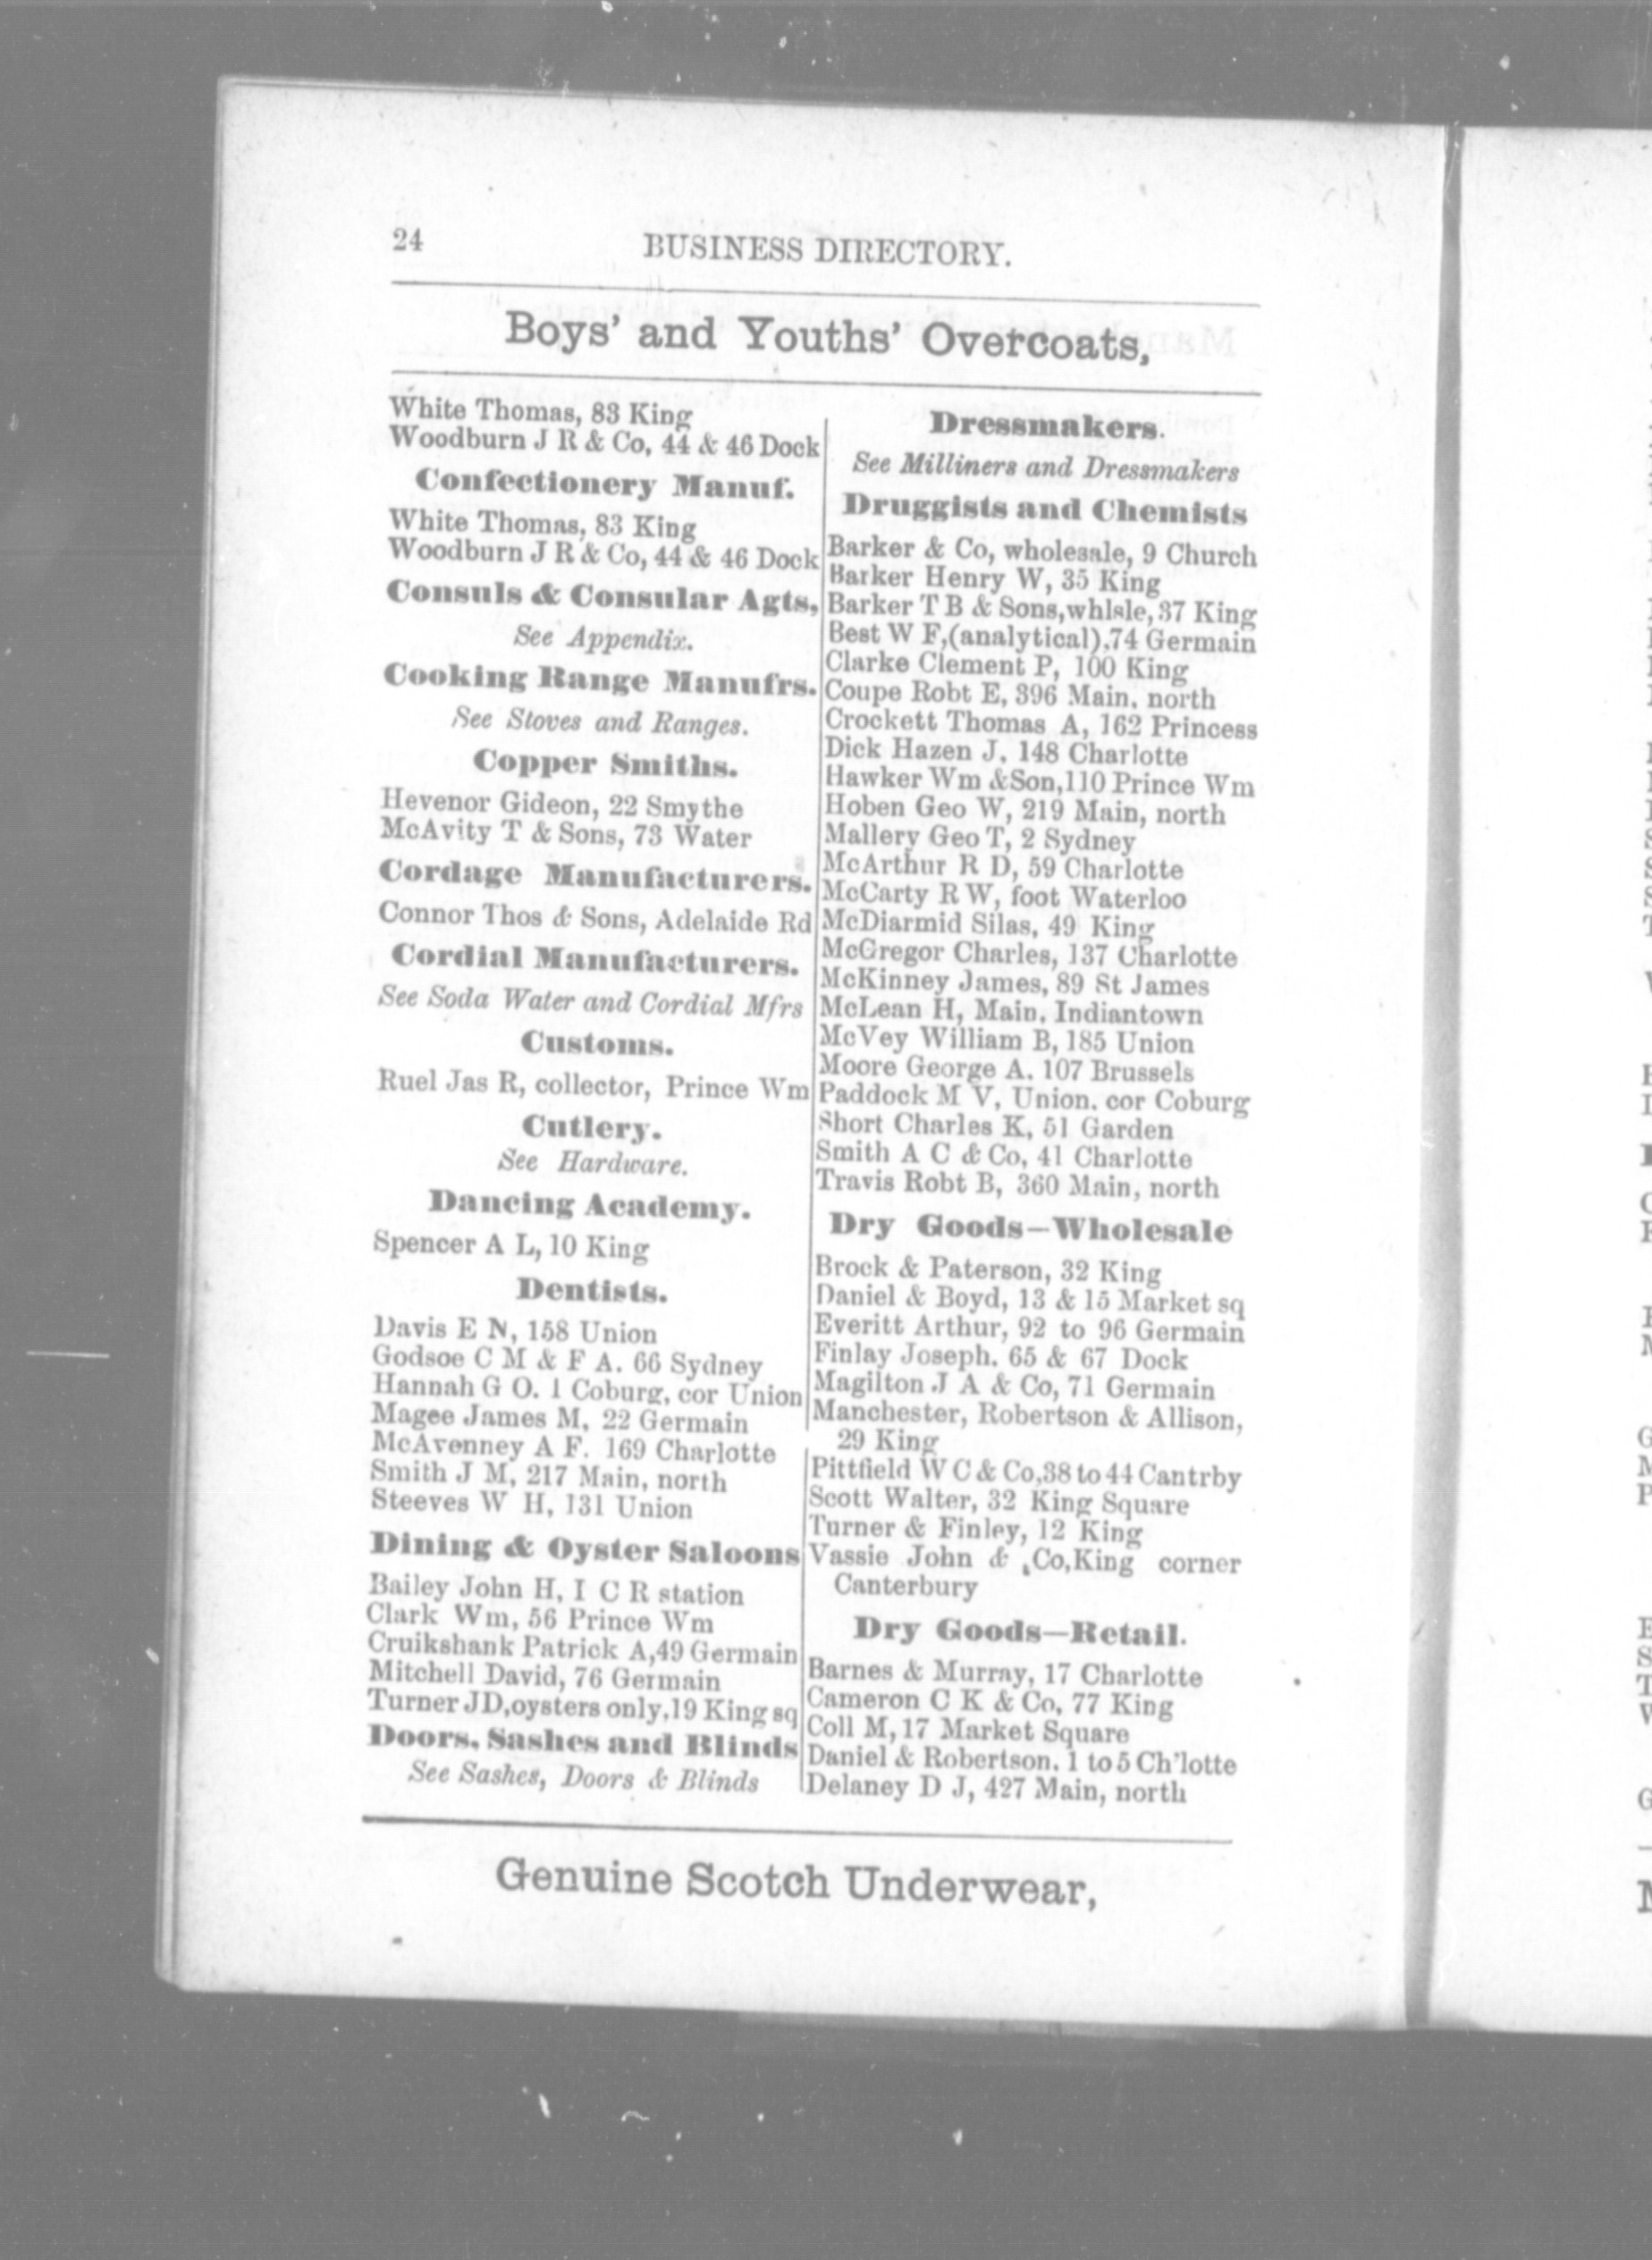 24
BUSINESS DIRECTORY.
Boys' and Youths' Overcoats,
White Thomas, 83 King
Woodburn J R & Co, 44 & 46 Dock
Confectionery Manuf.
White Thomas, 83 King
Woodburn J R & Co, 44 & 46 Dock
Consuls & Consular Agts,
See Appendix.
Cooking Range Manufrs.
See Stoves and Ranges.
Copper Smiths.
Hevenor Gideon, 22 Smythe
McAvity T & Sons, 73 Water
Cordage Manufacturers.
Connor Thos & Sons, Adelaide Rd
Cordial Manufacturers.
See Soda Water and Cordial Mfrs
Customs.
Ruel Jas R, collector, Prince Wm
Cutlery.
See Hardware.
Dancing Academy.
Spencer A L, 10 King
Dentists.
Davis E N, 158 Union
Godsoe C M & F A. 66 Sydney
Hannah G O. 1 Coburg, cor Union
Magee James M, 22 Germain
McAvenney A F. 169 Charlotte
Smith J M, 217 Main, north
Steeves W H, 131 Union
Dining & Oyster Saloons
Bailey John H, I C R station
Clark Wm, 56 Prince Wm
Cruikshank Patrick A,49 Germain
Mitchell David, 76 Germain
Turner JD,oysters only,19 King sq
Doors, Sashes and Blinds
See Sashes, Doors & Blinds
Dressmakers.
See Milliners and Dressmakers
Druggists and Chemists
Barker & Co, wholesale, 9 Church
Barker Henry W, 35 King
Barker T B & Sons,whlsle,37 King
Best W F,(analytical),74 Germain
Clarke Clement P, 100 King
Coupe Robt E, 396 Main, north
Crockett Thomas A, 162 Princess
Dick Hazen J, 148 Charlotte
Hawker Wm &Son,110 Prince Wm
Hoben Geo W, 219 Main, north
Mallery Geo T, 2 Sydney
McArthur R D, 59 Charlotte
McCarty R W, foot Waterloo
McDiarmid Silas, 49 King
McGregor Charles, 137 Charlotte
McKinney James, 89 St James
McLean H, Main, Indiantown
McVey William B, 185 Union
Moore George A. 107 Brussels
Paddock M V, Union, cor Coburg
Short Charles K, 51 Garden
Smith A C & Co, 41 Charlotte
Travis Robt B, 360 Main, north
Dry Goods—Wholesale
Brock & Paterson, 32 King
Daniel & Boyd, 13 & 15 Market sq
Everitt Arthur, 92 to 96 Germain
Finlay Joseph, 65 & 67 Dock
Magilton J A & Co, 71 Germain
Manchester, Robertson & Allison,
29 King
Pittfield W C & Co,38 to 44 Cantrby
Scott Walter, 32 King Square
Turner & Finley, 12 King
Vassie John & Co,King corner
Canterbury
Dry Goods—Retail.
Barnes & Murray, 17 Charlotte
Cameron C K & Co, 77 King
Coll M, 17 Market Square
Daniel & Robertson. 1 to 5 Ch'lotte
Delaney D J, 427 Main, north
Genuine Scotch Underwear,